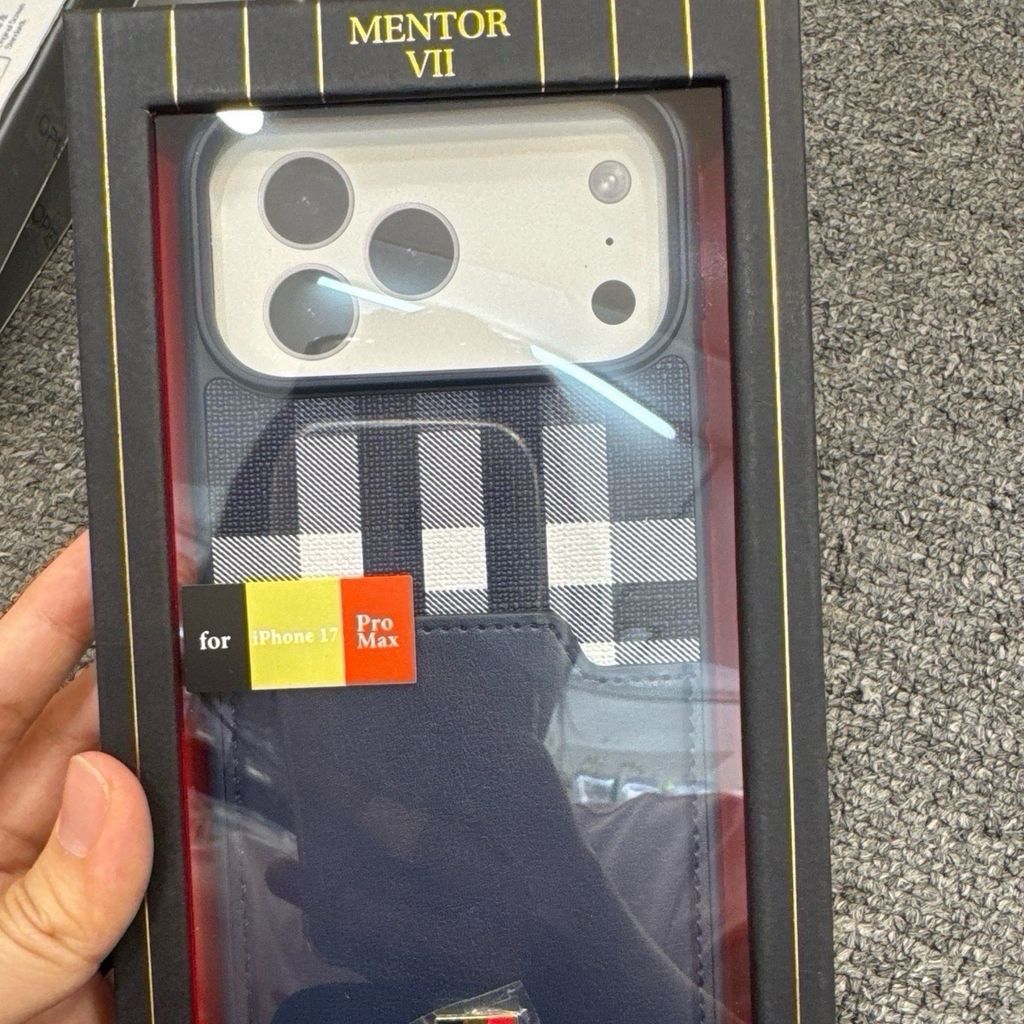 MENTOR
VII
for iPhone 17 Pro
Max